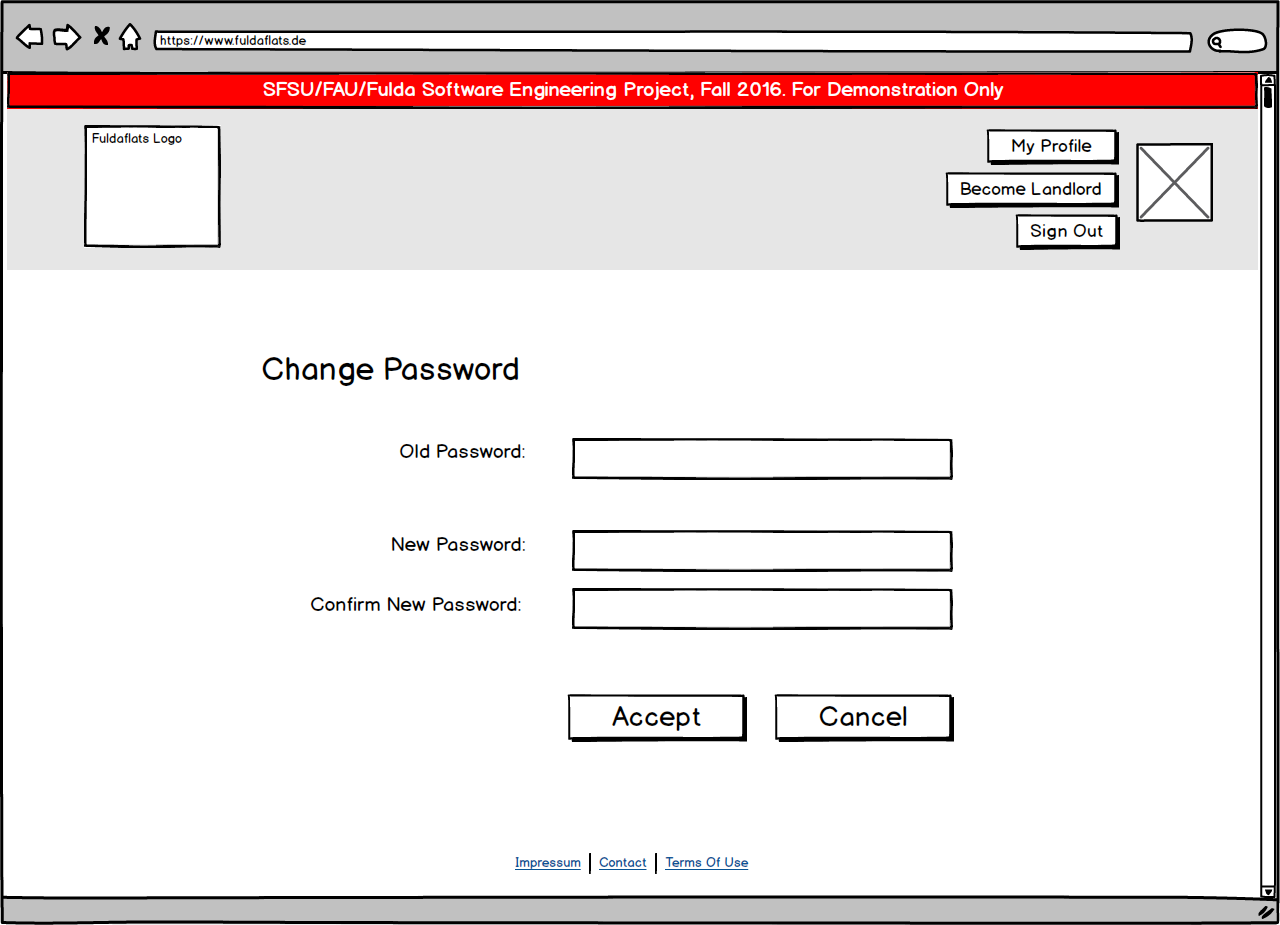 https://www.fuldaflats.de
SFSU/FAU/Fulda Software Engineering Project, Fall 2016. For Demonstration Only
Fuldaflats Logo
My Profile
Become Landlord
Sign Out
Change Password
Old Password:
New Password:
Confirm New Password:
Accept Cancel
Impressum Contact Terms Of Use